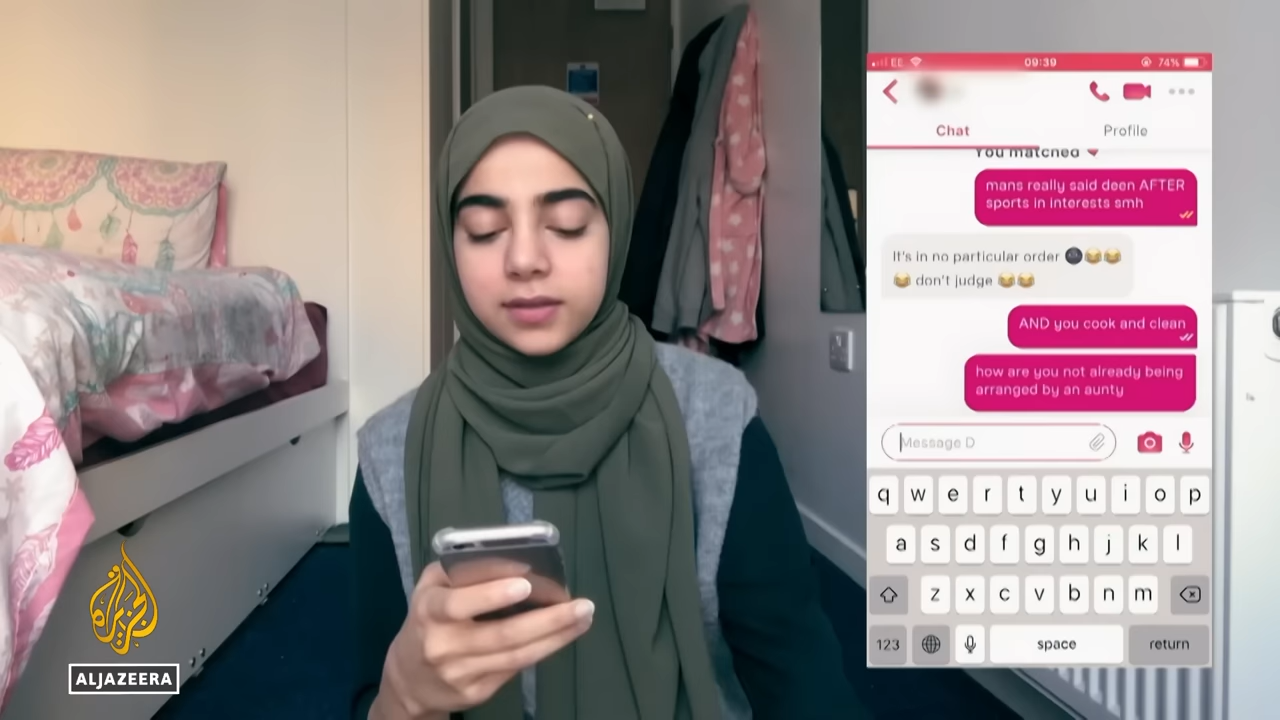 EE
09:39
74%
Chat
Profile
You matched
mans really said deen AFTER
sports in interests smh
It's in no particular order
don't judge
AND you cook and clean
how are you not already being
arranged by an aunty
Message D
q w e r t y u i o p
a s d f g h j k l
z x c v b n m
123
space
return
الجزيرة
ALJAZEERA